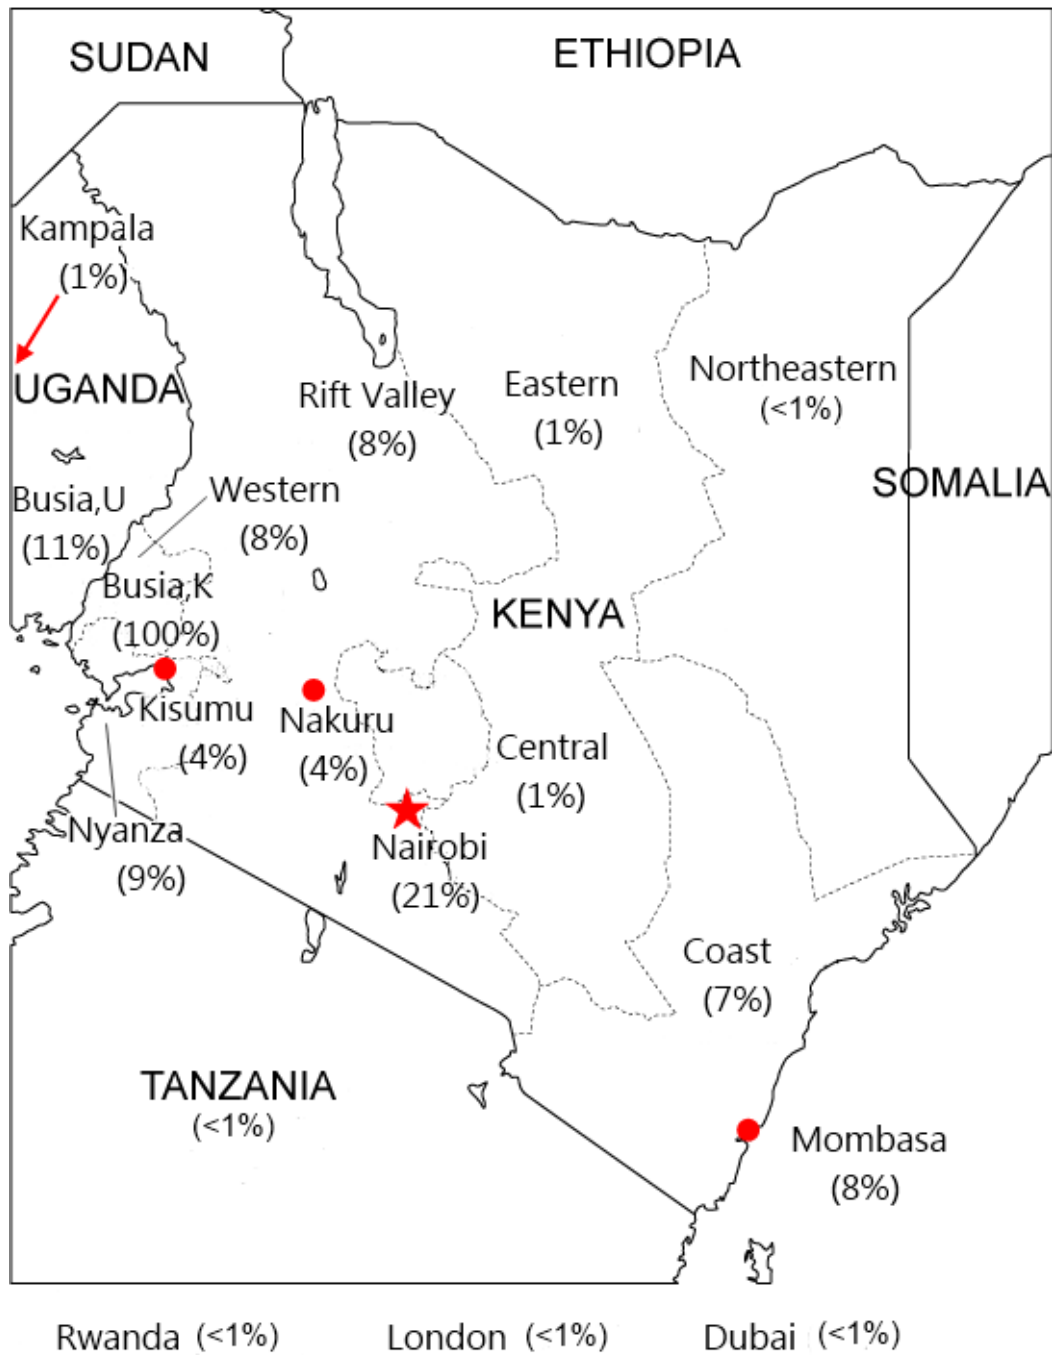 SUDAN
ETHIOPIA
Kampala
(1%)
UGANDA
Rift Valley
(8%)
Eastern
(1%)
Northeastern
(<1%)
SOMALIA
Busia,U
(11%)
Western
(8%)
Busia,K
(100%)
KENYA
Kisumu
(4%)
Nakuru
(4%)
Central
(1%)
Nyanza
(9%)
Nairobi
(21%)
Coast
(7%)
TANZANIA
(<1%)
Mombasa
(8%)
Rwanda (<1%)
London (<1%)
Dubai (<1%)